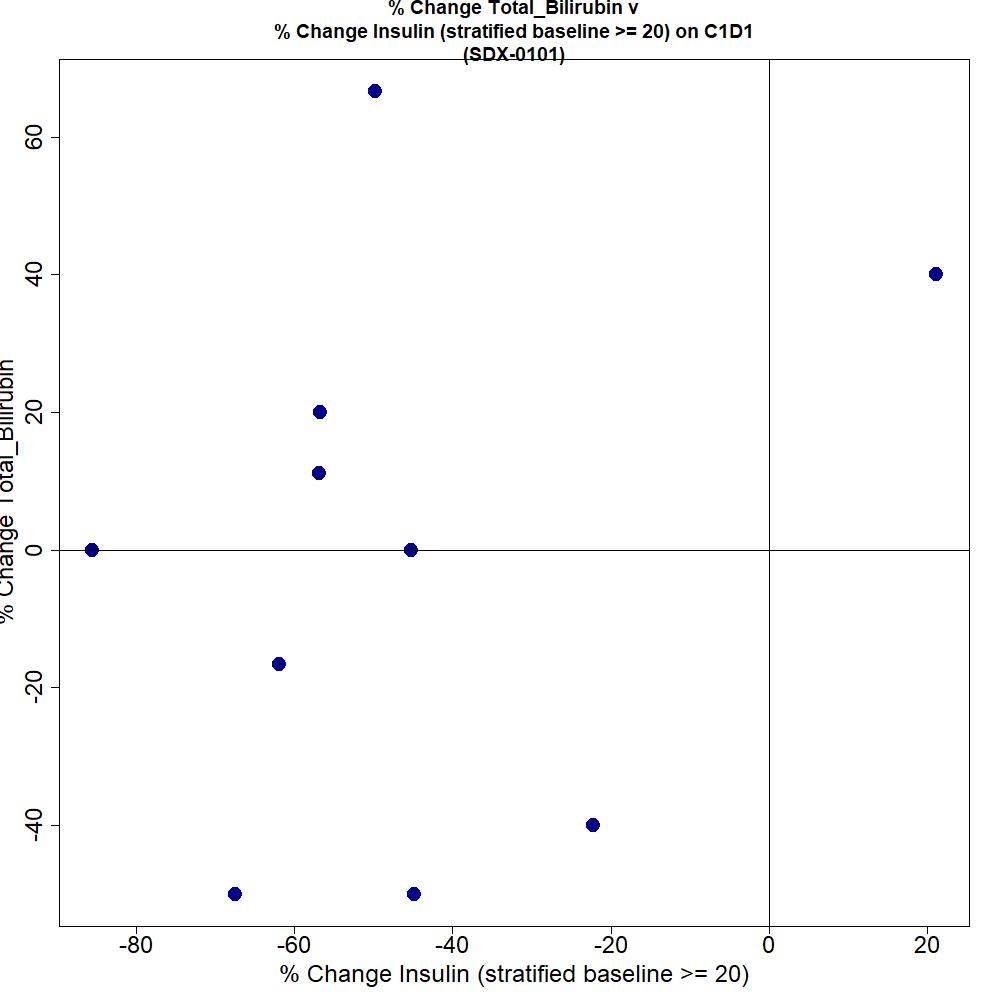 % Change Total_Bilirubin v
% Change Insulin (stratified baseline >= 20) on C1D1
(SDX-0101)
% Change Total_Bilirubin
60
40
20
0
-20
-40
-80
-60
-40
-20
0
20
% Change Insulin (stratified baseline >= 20)